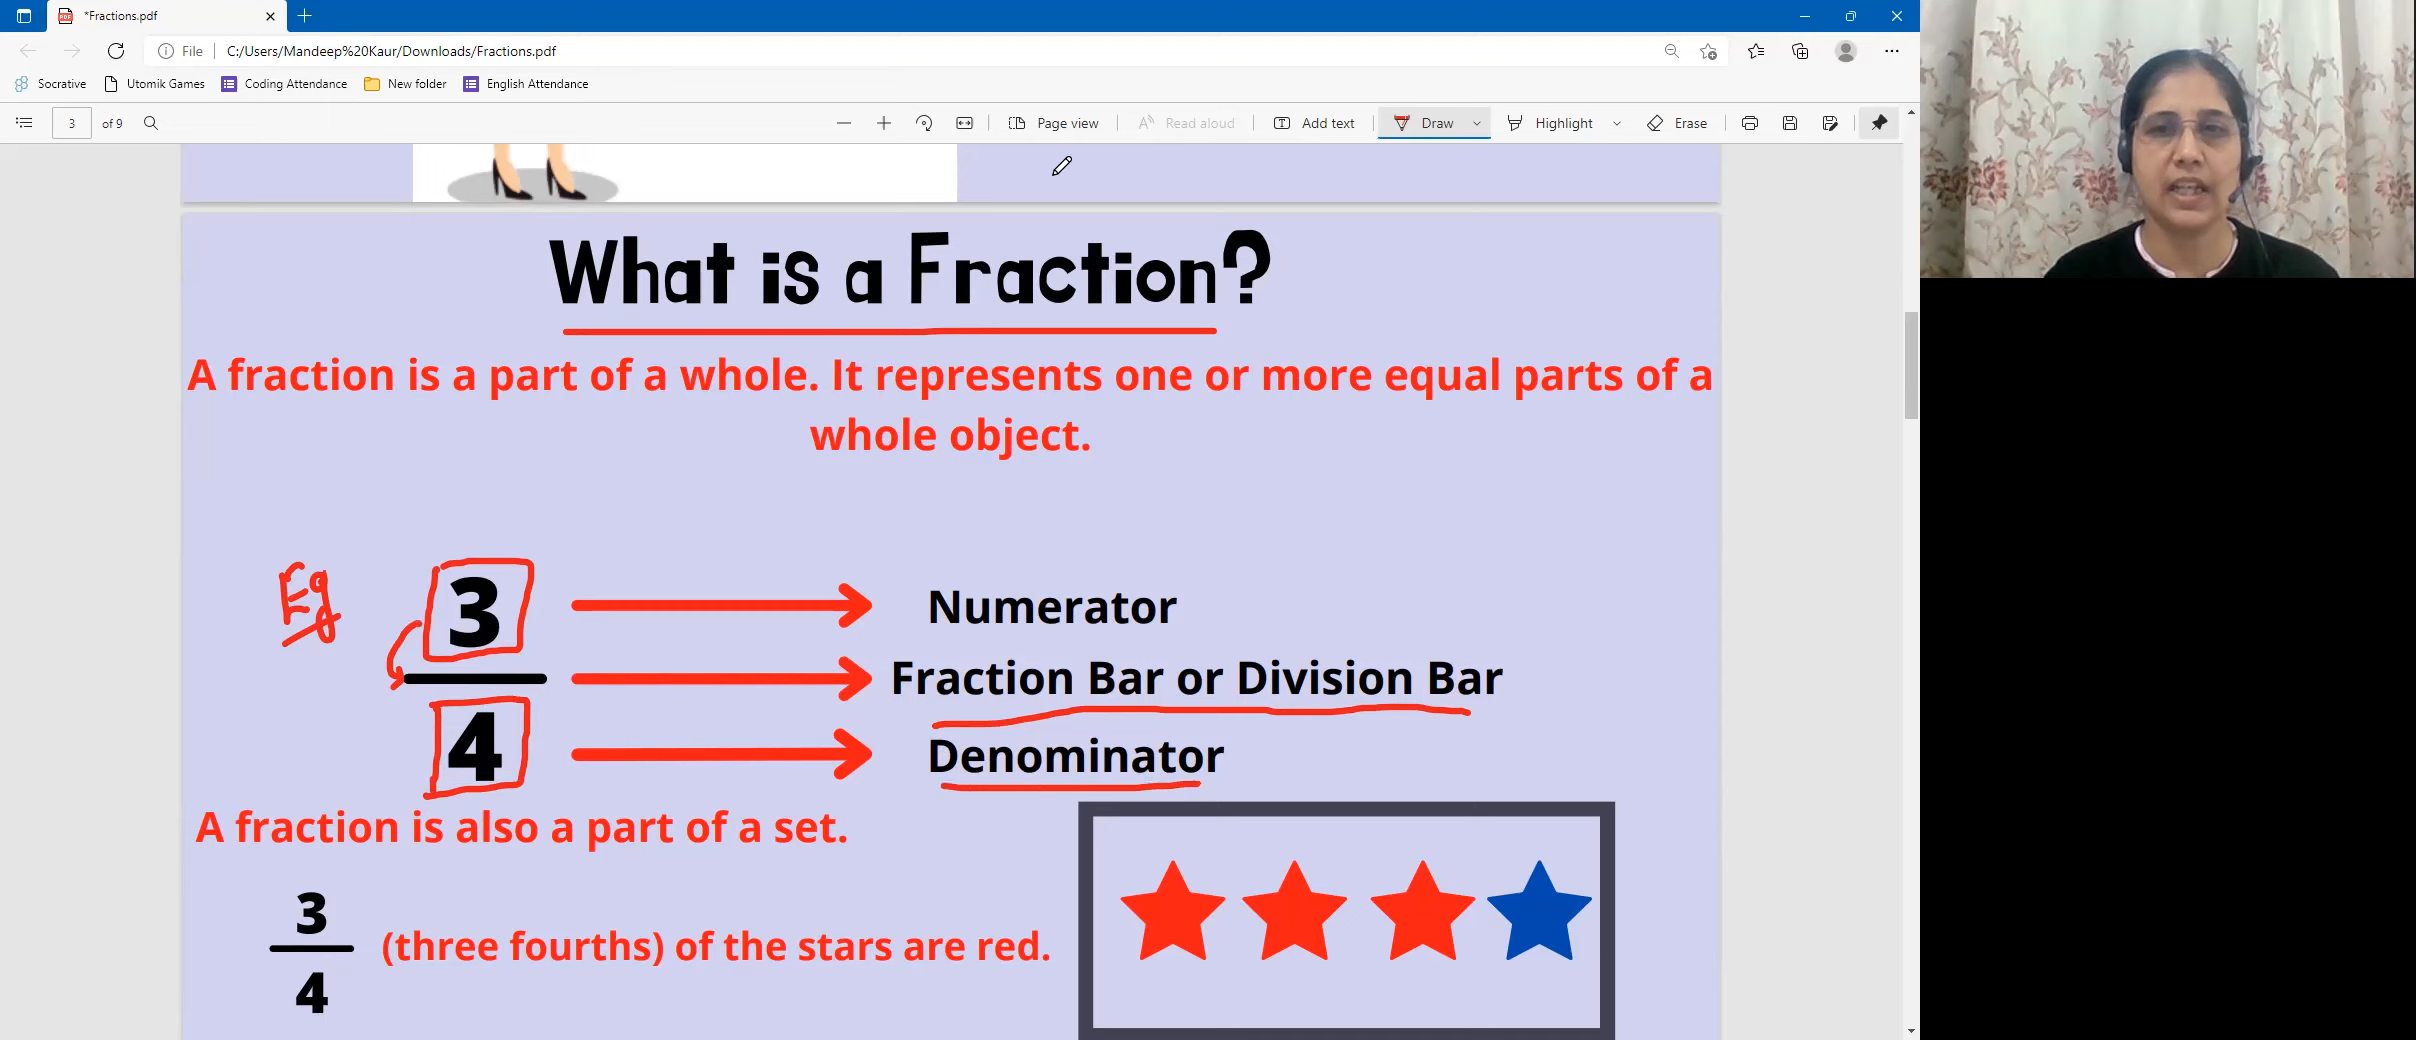 *Fractions.pdf
File C:/Users/Mandeep%20Kaur/Downloads/Fractions.pdf
Socrative Utomik Games Coding Attendance New folder English Attendance
3 of 9 Page view Read aloud Add text Draw Highlight Erase
What is a Fraction?
A fraction is a part of a whole. It represents one or more equal parts of a
whole object.
Eg 3 Numerator
Fraction Bar or Division Bar
4 Denominator
A fraction is also a part of a set.
3
(three fourths) of the stars are red.
4